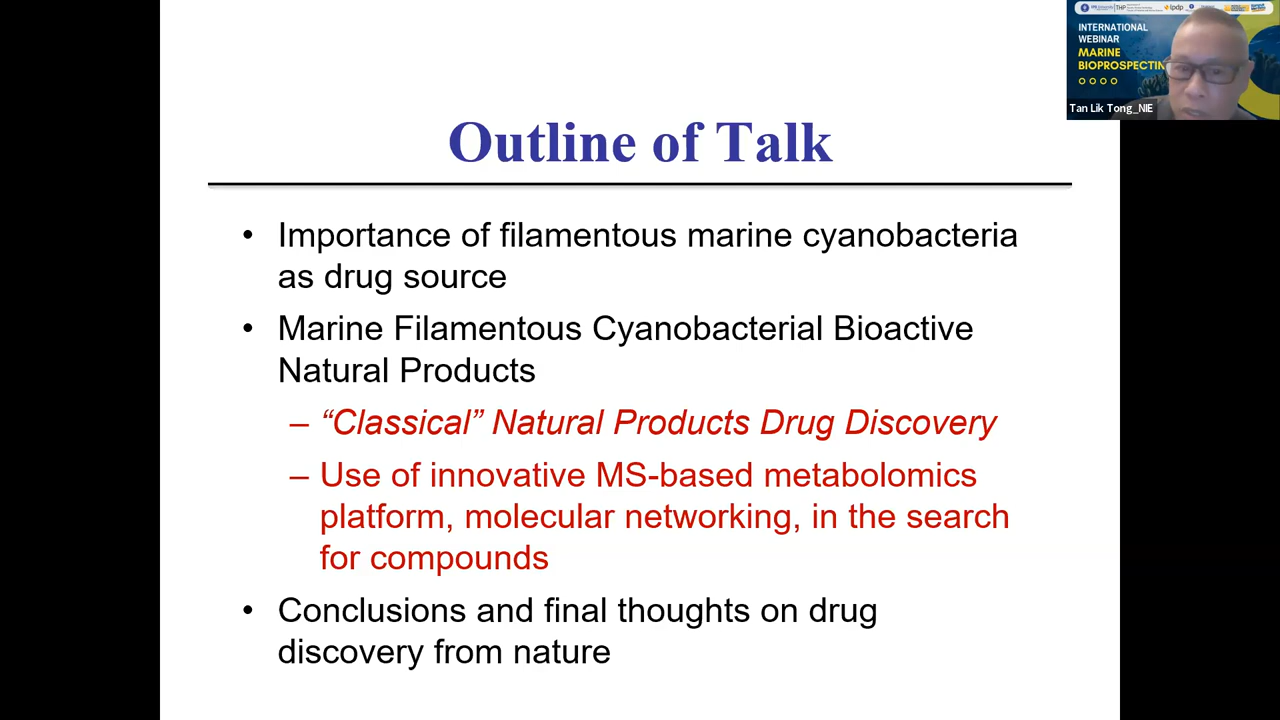 Outline of Talk
• Importance of filamentous marine cyanobacteria
as drug source
• Marine Filamentous Cyanobacterial Bioactive
Natural Products
– “Classical” Natural Products Drug Discovery
– Use of innovative MS-based metabolomics
platform, molecular networking, in the search
for compounds
• Conclusions and final thoughts on drug
discovery from nature
THP
ipdp
INTERNATIONAL
WEBINAR
MARINE
BIOPROSPECTIN
Tan Lik Tong_NIE